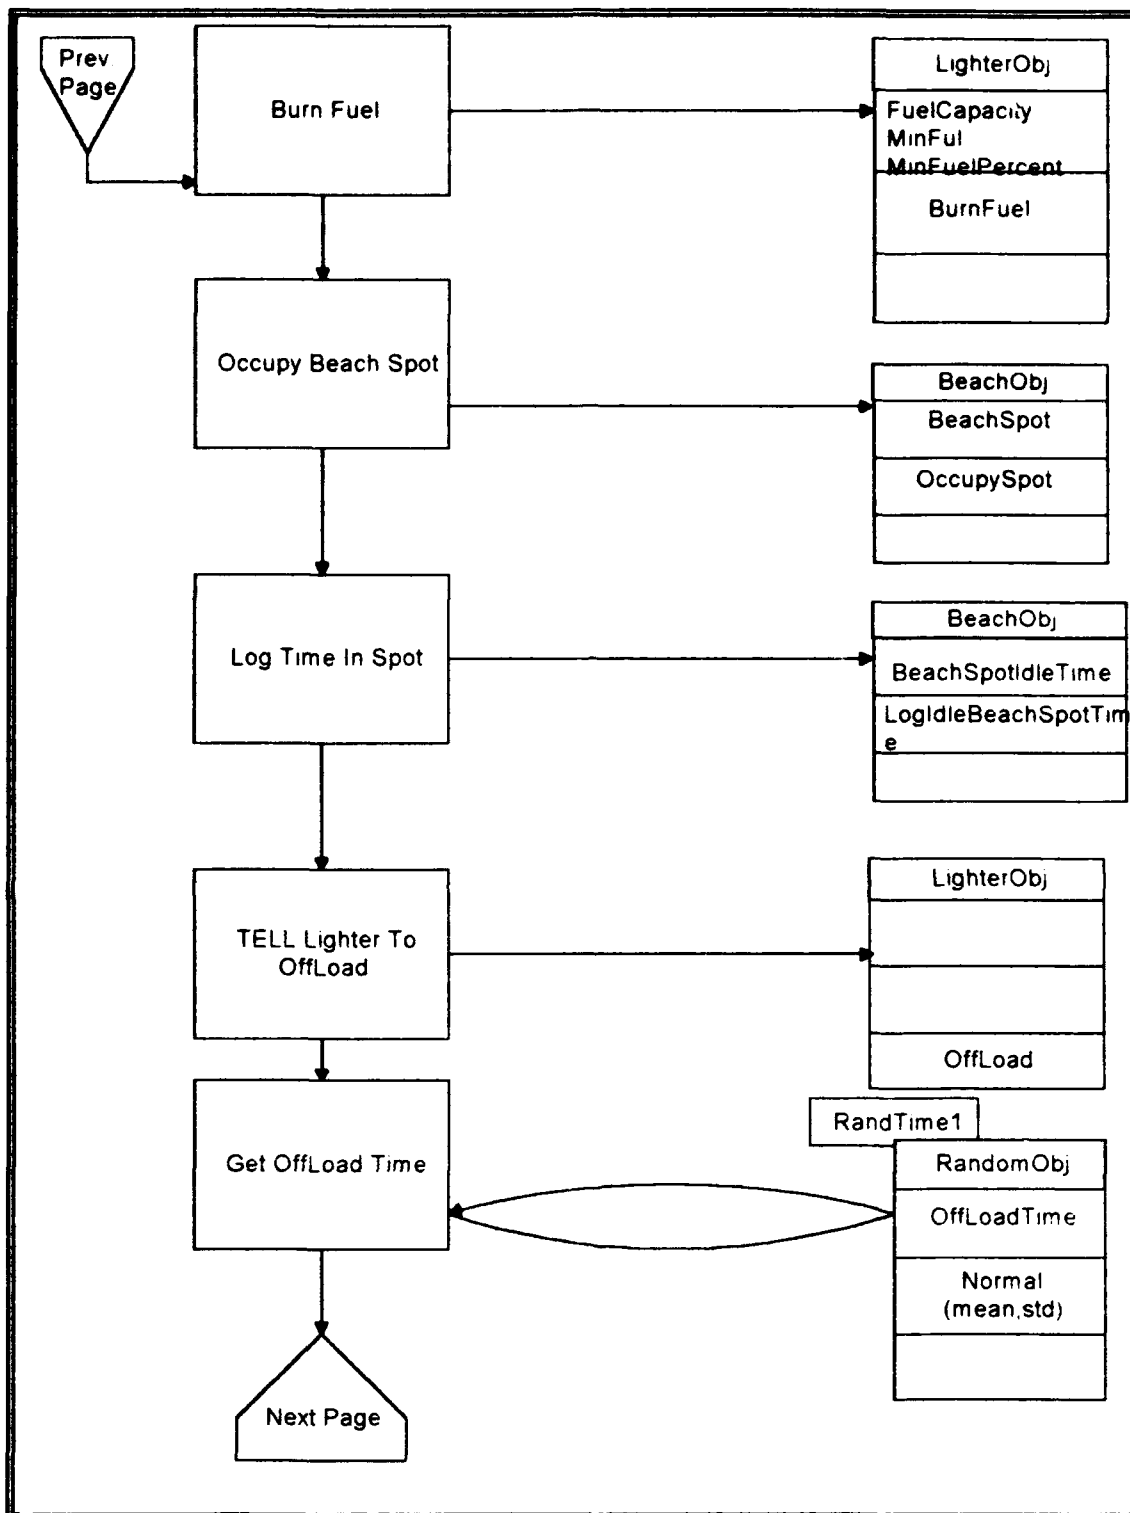 Prev.
Page
Burn Fuel
LighterObj
FuelCapacity
MinFul
MinFuelPercent
BurnFuel
Occupy Beach Spot
BeachObj
BeachSpot
OccupySpot
Log Time In Spot
BeachObj
BeachSpotIdleTime
LogIdleBeachSpotTim
e
TELL Lighter To
OffLoad
LighterObj
OffLoad
Get OffLoad Time
RandTime1
RandomObj
OffLoadTime
Normal
(mean,std)
Next Page